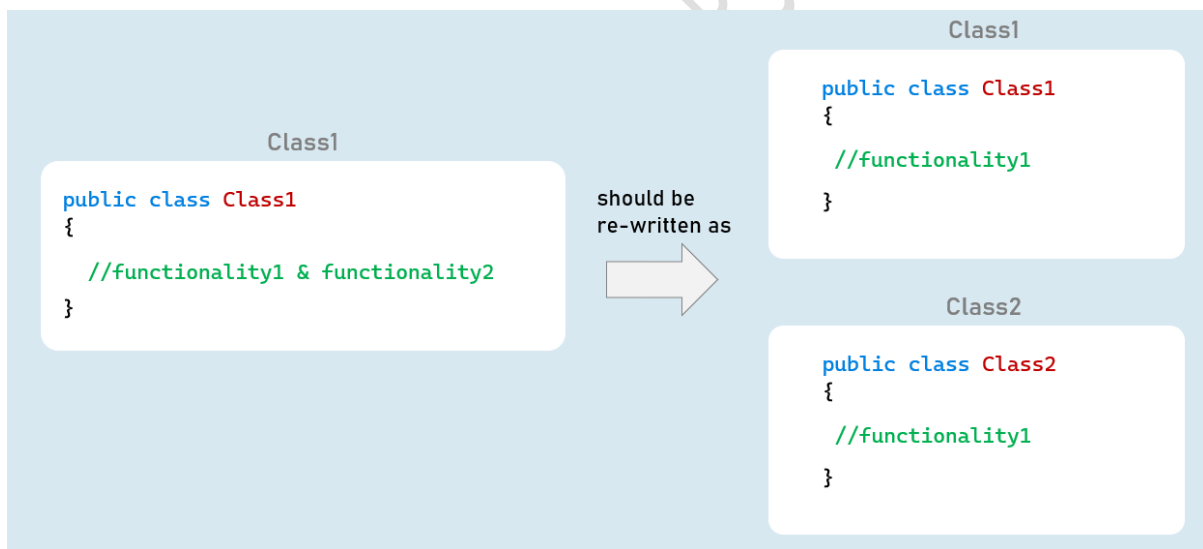 Class1
public class Class1
{
//functionality1 & functionality2
}
should be
re-written as
Class1
public class Class1
{
//functionality1
}
Class2
public class Class2
{
//functionality1
}